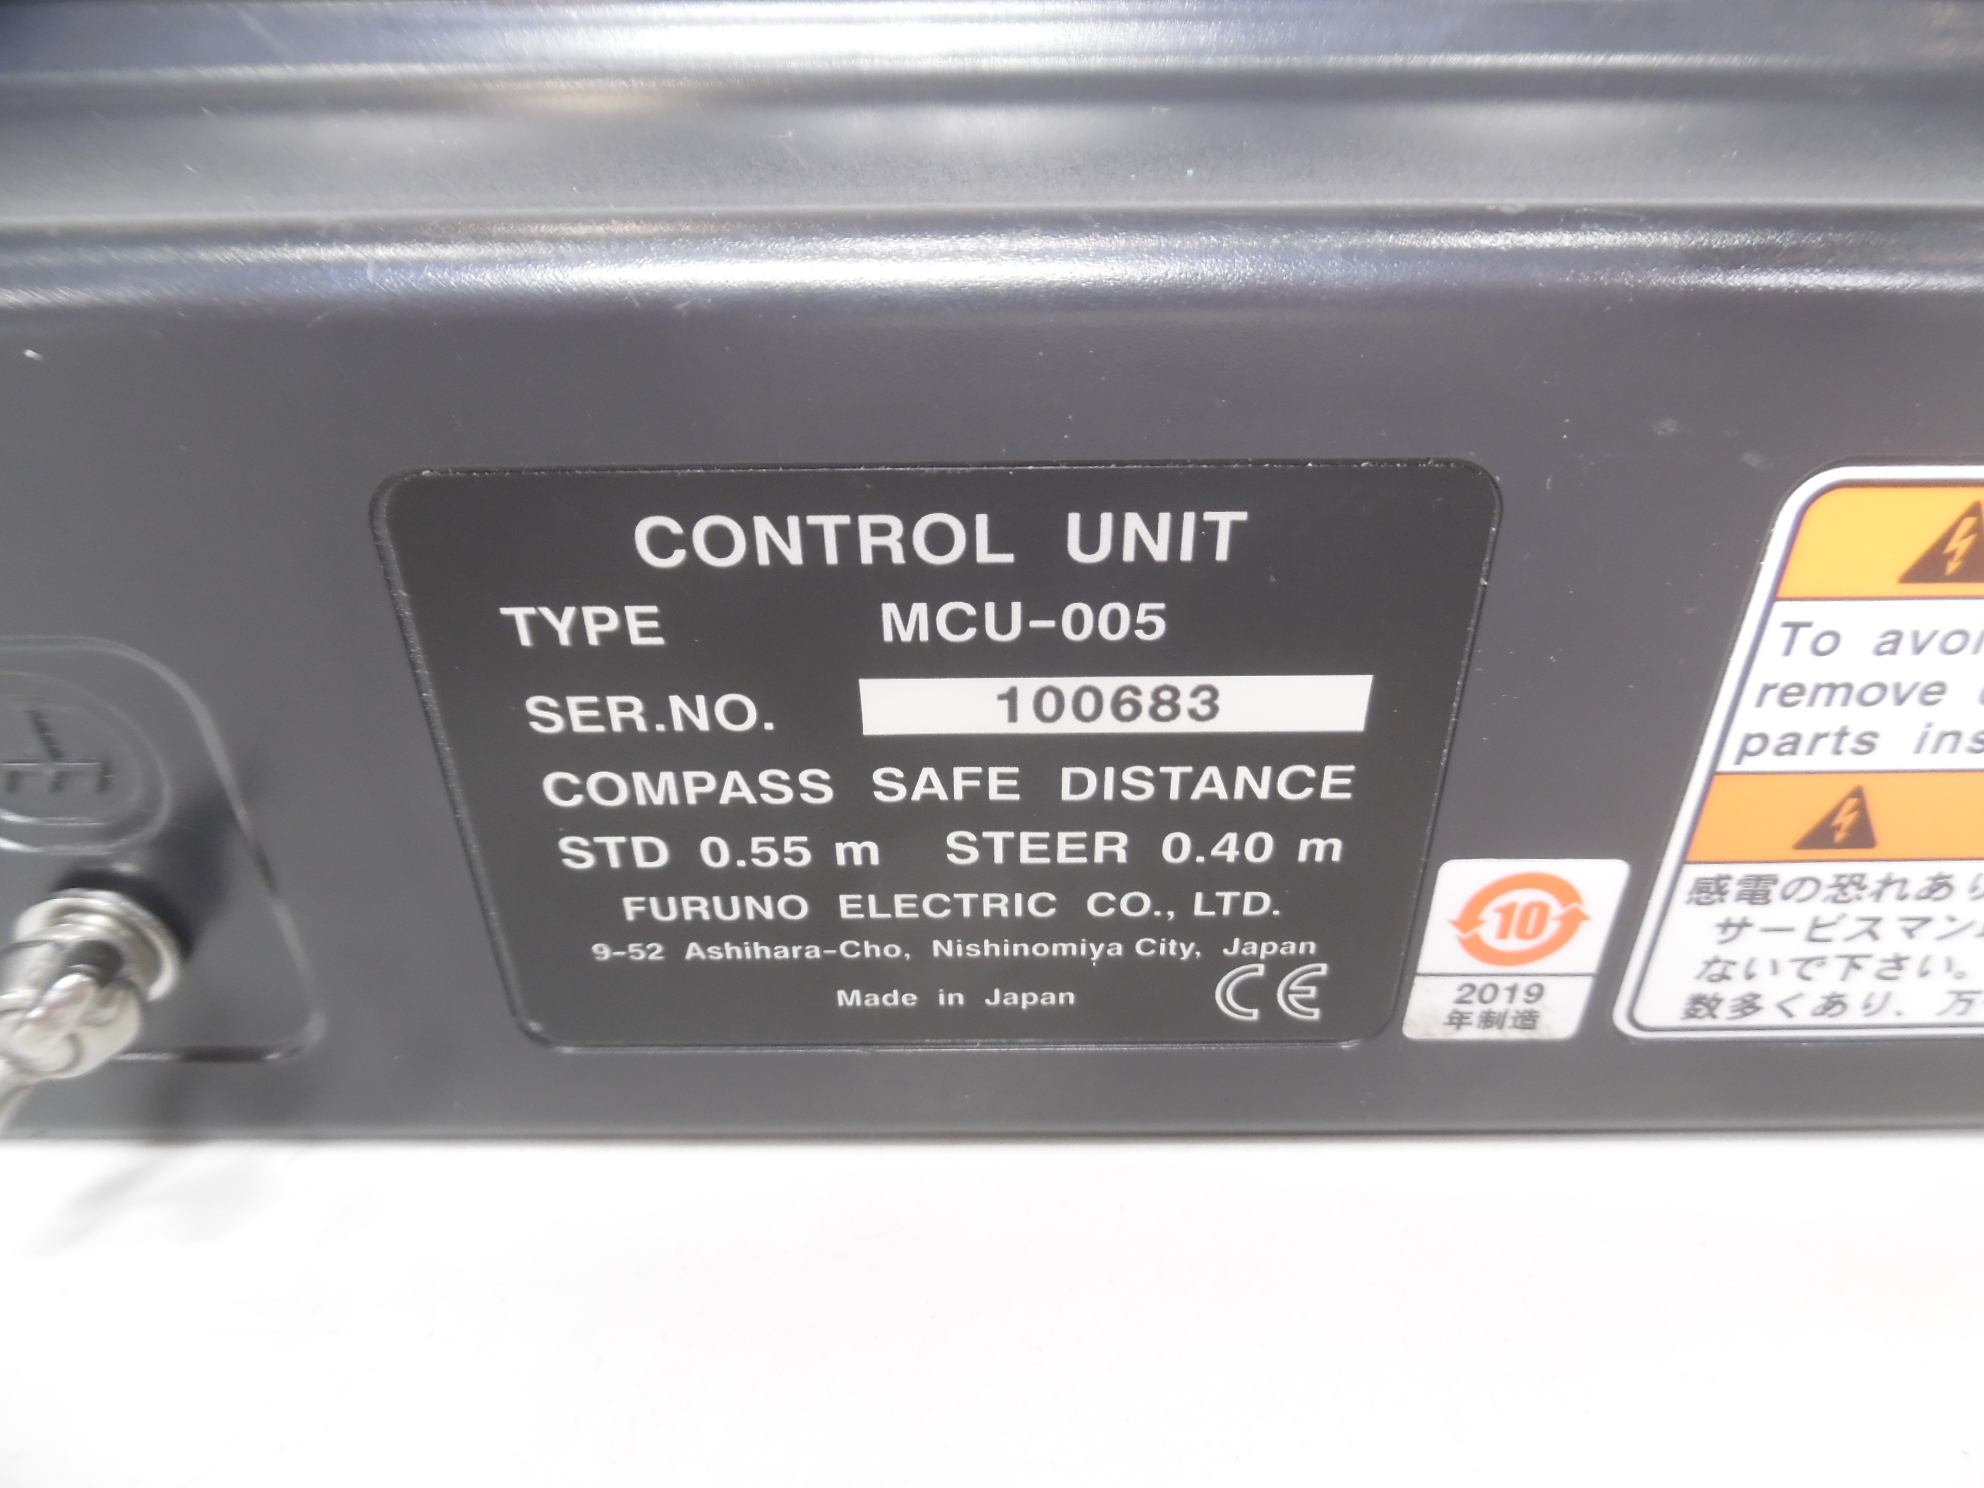 CONTROL UNIT
TYPE MCU-005
SER.NO. 100683
COMPASS SAFE DISTANCE
STD 0.55 m STEER 0.40 m
FURUNO ELECTRIC CO., LTD.
9-52 Ashihara-Cho, Nishinomiya City, Japan
Made in Japan CE
10
2019
年制造
To
remove
parts
感電の恐れあり
サービスマン
ないで下さい。
数多くあり、万